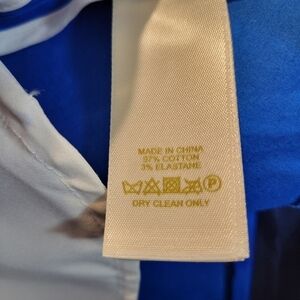 MADE IN CHINA
97% COTTON
3% ELASTANE
P
DRY CLEAN ONLY